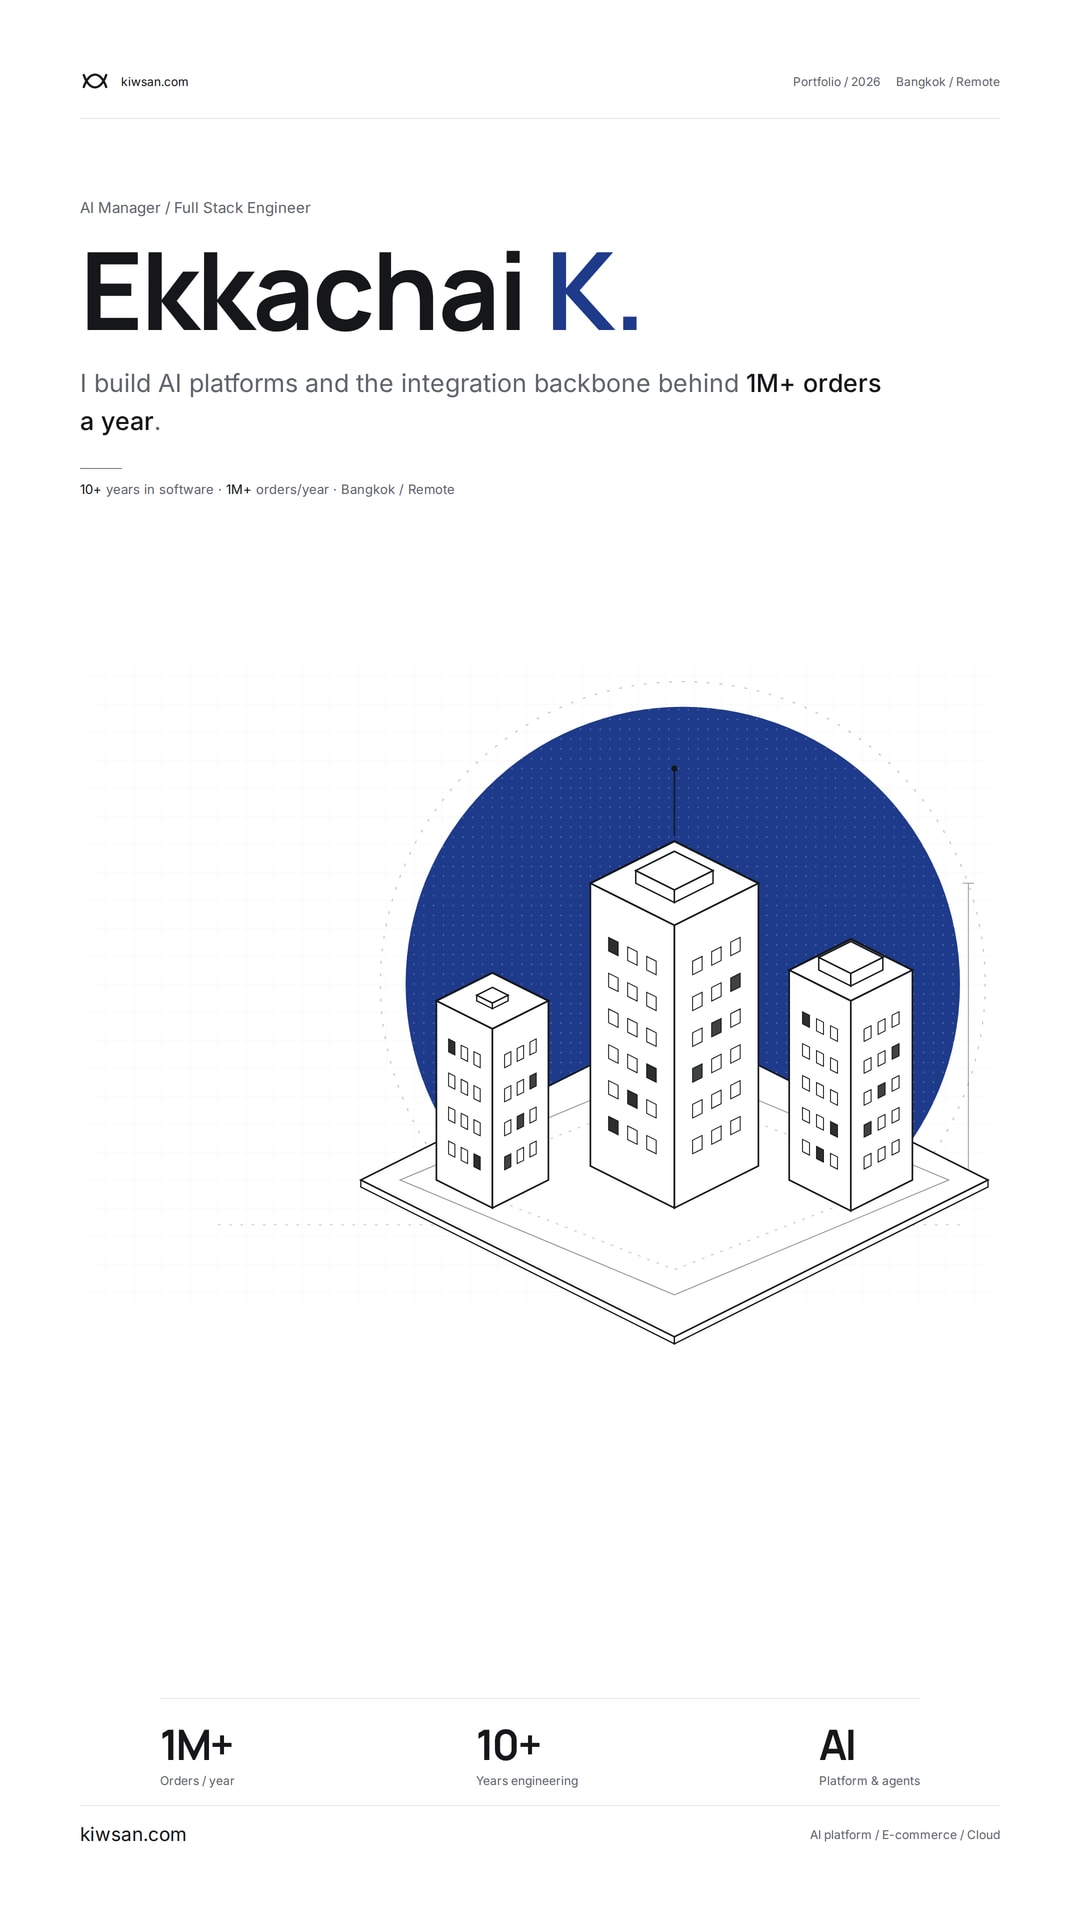 kiwsan.com
Portfolio / 2026 Bangkok / Remote
AI Manager / Full Stack Engineer
Ekkachai K.
I build AI platforms and the integration backbone behind 1M+ orders
a year.
10+ years in software · 1M+ orders/year · Bangkok / Remote
1M+ 10+ AI
Orders / year Years engineering Platform & agents
kiwsan.com
AI platform / E-commerce / Cloud